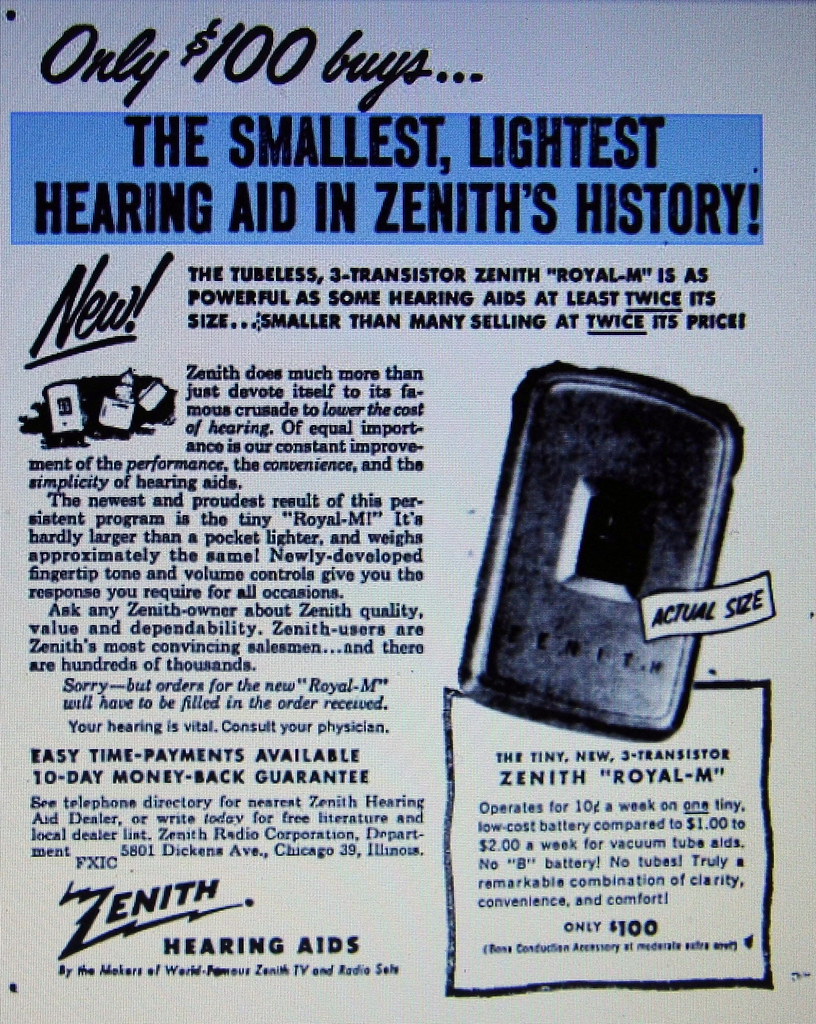 Only $100 buys...
THE SMALLEST, LIGHTEST
HEARING AID IN ZENITH'S HISTORY!
New!
THE TUBELESS, 3-TRANSISTOR ZENITH "ROYAL-M" IS AS
POWERFUL AS SOME HEARING AIDS AT LEAST TWICE ITS
SIZE...SMALLER THAN MANY SELLING AT TWICE ITS PRICE!
Zenith does much more than
just devote itself to its fa-
mous crusade to lower the cost
of hearing. Of equal import-
ance is our constant improve-
ment of the performance, the convenience, and the
simplicity of hearing aids.
The newest and proudest result of this per-
sistent program is the tiny "Royal-M!" It's
hardly larger than a pocket lighter, and weighs
approximately the same! Newly-developed
fingertip tone and volume controls give you the
response you require for all occasions.
Ask any Zenith-owner about Zenith quality,
value and dependability. Zenith-users are
Zenith's most convincing salesmen...and there
are hundreds of thousands.
Sorry—but orders for the new "Royal-M"
will have to be filled in the order received.
Your hearing is vital. Consult your physician.
EASY TIME-PAYMENTS AVAILABLE
10-DAY MONEY-BACK GUARANTEE
See telephone directory for nearest Zenith Hearing
Aid Dealer, or write today for free literature and
local dealer list. Zenith Radio Corporation, Depart-
ment FXIC 5801 Dickens Ave., Chicago 39, Illinois.
ZENITH
HEARING AIDS
By the Makers of World-Famous Zenith TV and Radio Sets
ZENITH
ACTUAL SIZE
THE TINY, NEW, 3-TRANSISTOR
ZENITH "ROYAL-M"
Operates for 10¢ a week on one tiny,
low-cost battery compared to $1.00 to
$2.00 a week for vacuum tube aids.
No "B" battery! No tubes! Truly a
remarkable combination of clarity,
convenience, and comfort!
ONLY $100
(Bone Conduction Accessory at moderate extra cost)